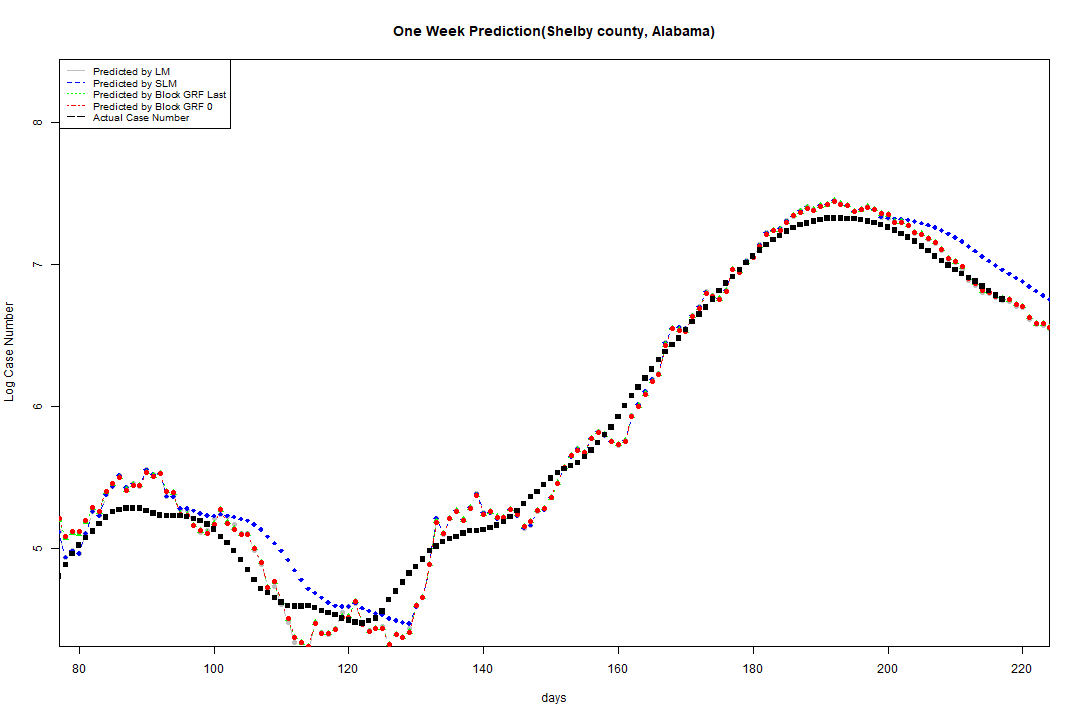 One Week Prediction(Shelby county, Alabama)
Predicted by LM
Predicted by SLM
Predicted by Block GRF Last
Predicted by Block GRF 0
Actual Case Number
8
7
6
5
Log Case Number
80 100 120 140 160 180 200 220
days